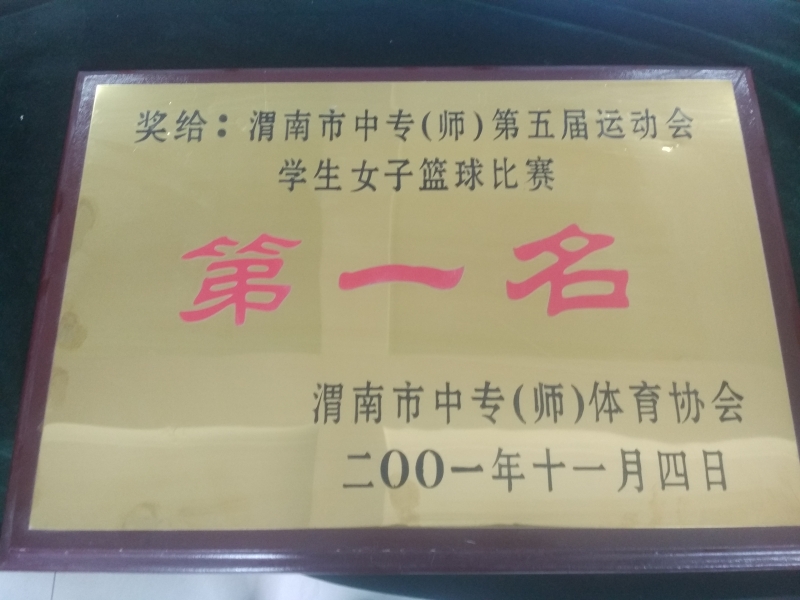 奖给：渭南市中专(师)第五届运动会
学生女子篮球比赛
第一名
渭南市中专(师)体育协会
二00一年十一月四日